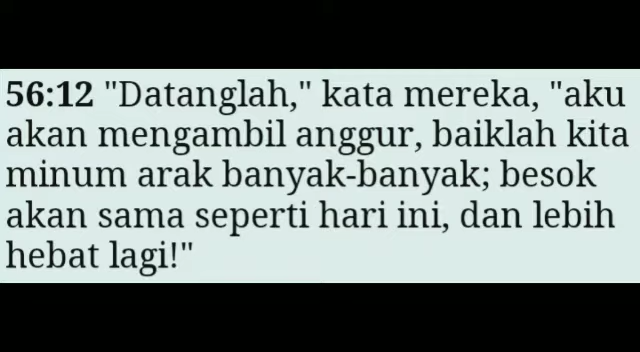 56:12 "Datanglah," kata mereka, "aku
akan mengambil anggur, baiklah kita
minum arak banyak-banyak; besok
akan sama seperti hari ini, dan lebih
hebat lagi!"